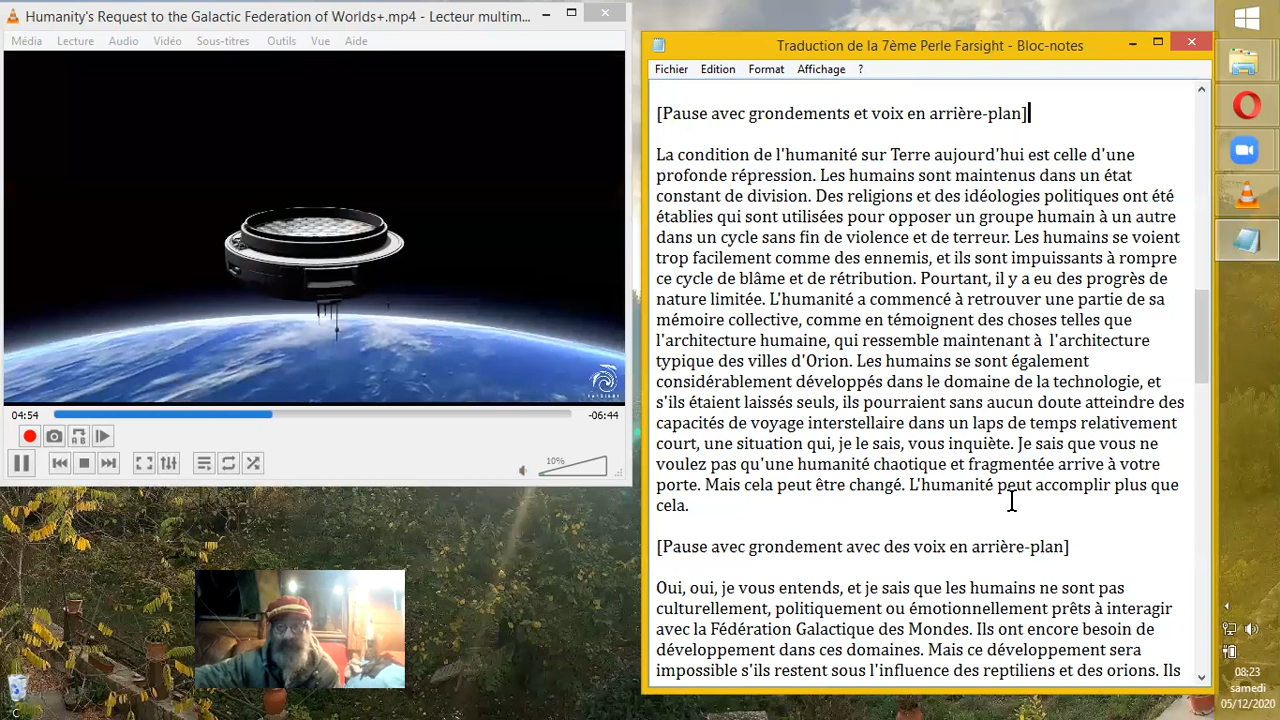 Humanity's Request to the Galactic Federation of Worlds+.mp4 - Lecteur multim...
Média Lecture Audio Vidéo Sous-titres Outils Vue Aide
FARSIGHT
04:54
-06:44
10%
Traduction de la 7ème Perle Farsight - Bloc-notes
Fichier Edition Format Affichage ?
[Pause avec grondements et voix en arrière-plan]
La condition de l'humanité sur Terre aujourd'hui est celle d'une
profonde répression. Les humains sont maintenus dans un état
constant de division. Des religions et des idéologies politiques ont été
établies qui sont utilisées pour opposer un groupe humain à un autre
dans un cycle sans fin de violence et de terreur. Les humains se voient
trop facilement comme des ennemis, et ils sont impuissants à rompre
ce cycle de blâme et de rétribution. Pourtant, il y a eu des progrès de
nature limitée. L'humanité a commencé à retrouver une partie de sa
mémoire collective, comme en témoignent des choses telles que
l'architecture humaine, qui ressemble maintenant à  l'architecture
typique des villes d'Orion. Les humains se sont également
considérablement développés dans le domaine de la technologie, et
s'ils étaient laissés seuls, ils pourraient sans aucun doute atteindre des
capacités de voyage interstellaire dans un laps de temps relativement
court, une situation qui, je le sais, vous inquiète. Je sais que vous ne
voulez pas qu'une humanité chaotique et fragmentée arrive à votre
porte. Mais cela peut être changé. L'humanité peut accomplir plus que
cela.
[Pause avec grondement avec des voix en arrière-plan]
Oui, oui, je vous entends, et je sais que les humains ne sont pas
culturellement, politiquement ou émotionnellement prêts à interagir
avec la Fédération Galactique des Mondes. Ils ont encore besoin de
développement dans ces domaines. Mais ce développement sera
impossible s'ils restent sous l'influence des reptiliens et des orions. Ils
C
08:23
samedi
05/12/2020